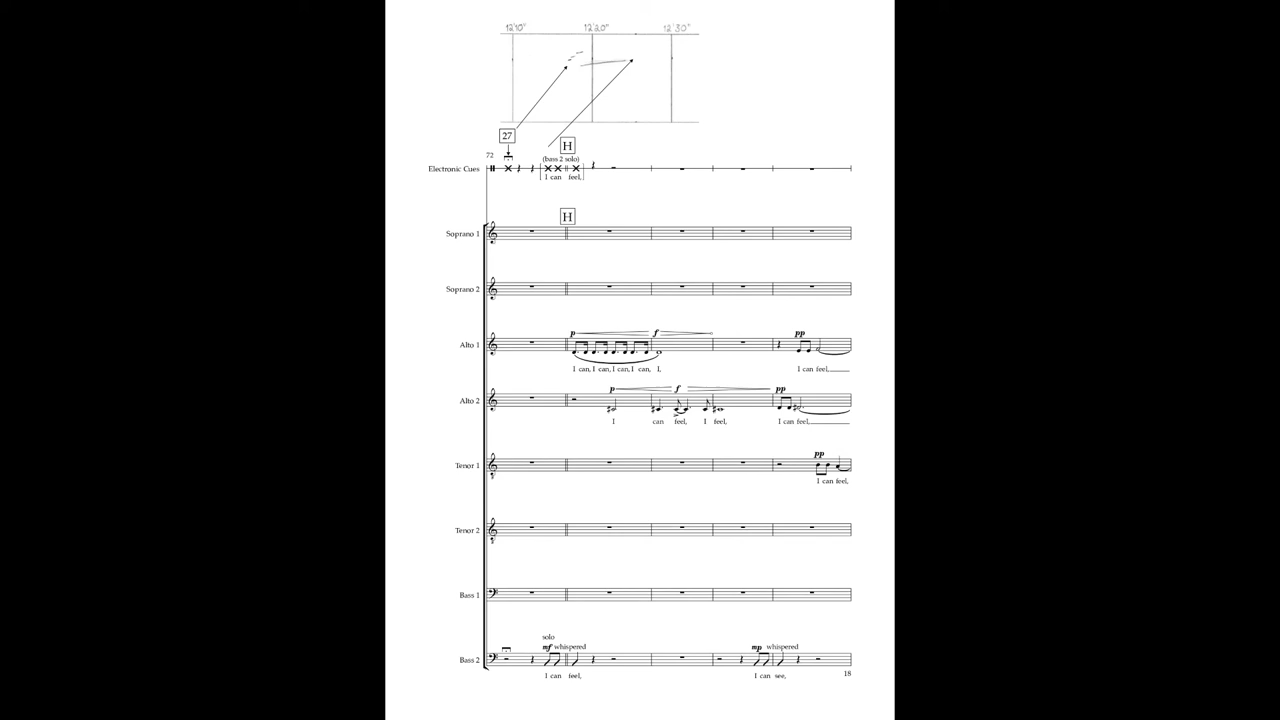 12'10" 12'20" 12'30"
27
H
72
(bass 2 solo)
Electronic Cues
I can feel,
H
Soprano 1
Soprano 2
p f pp
Alto 1
I can, I can, I can, I can, I, I can feel,
p f pp
Alto 2
I can feel, I feel, I can feel,
pp
Tenor 1
I can feel,
Tenor 2
Bass 1
solo
mf whispered mp whispered
Bass 2
I can feel, I can see,
18